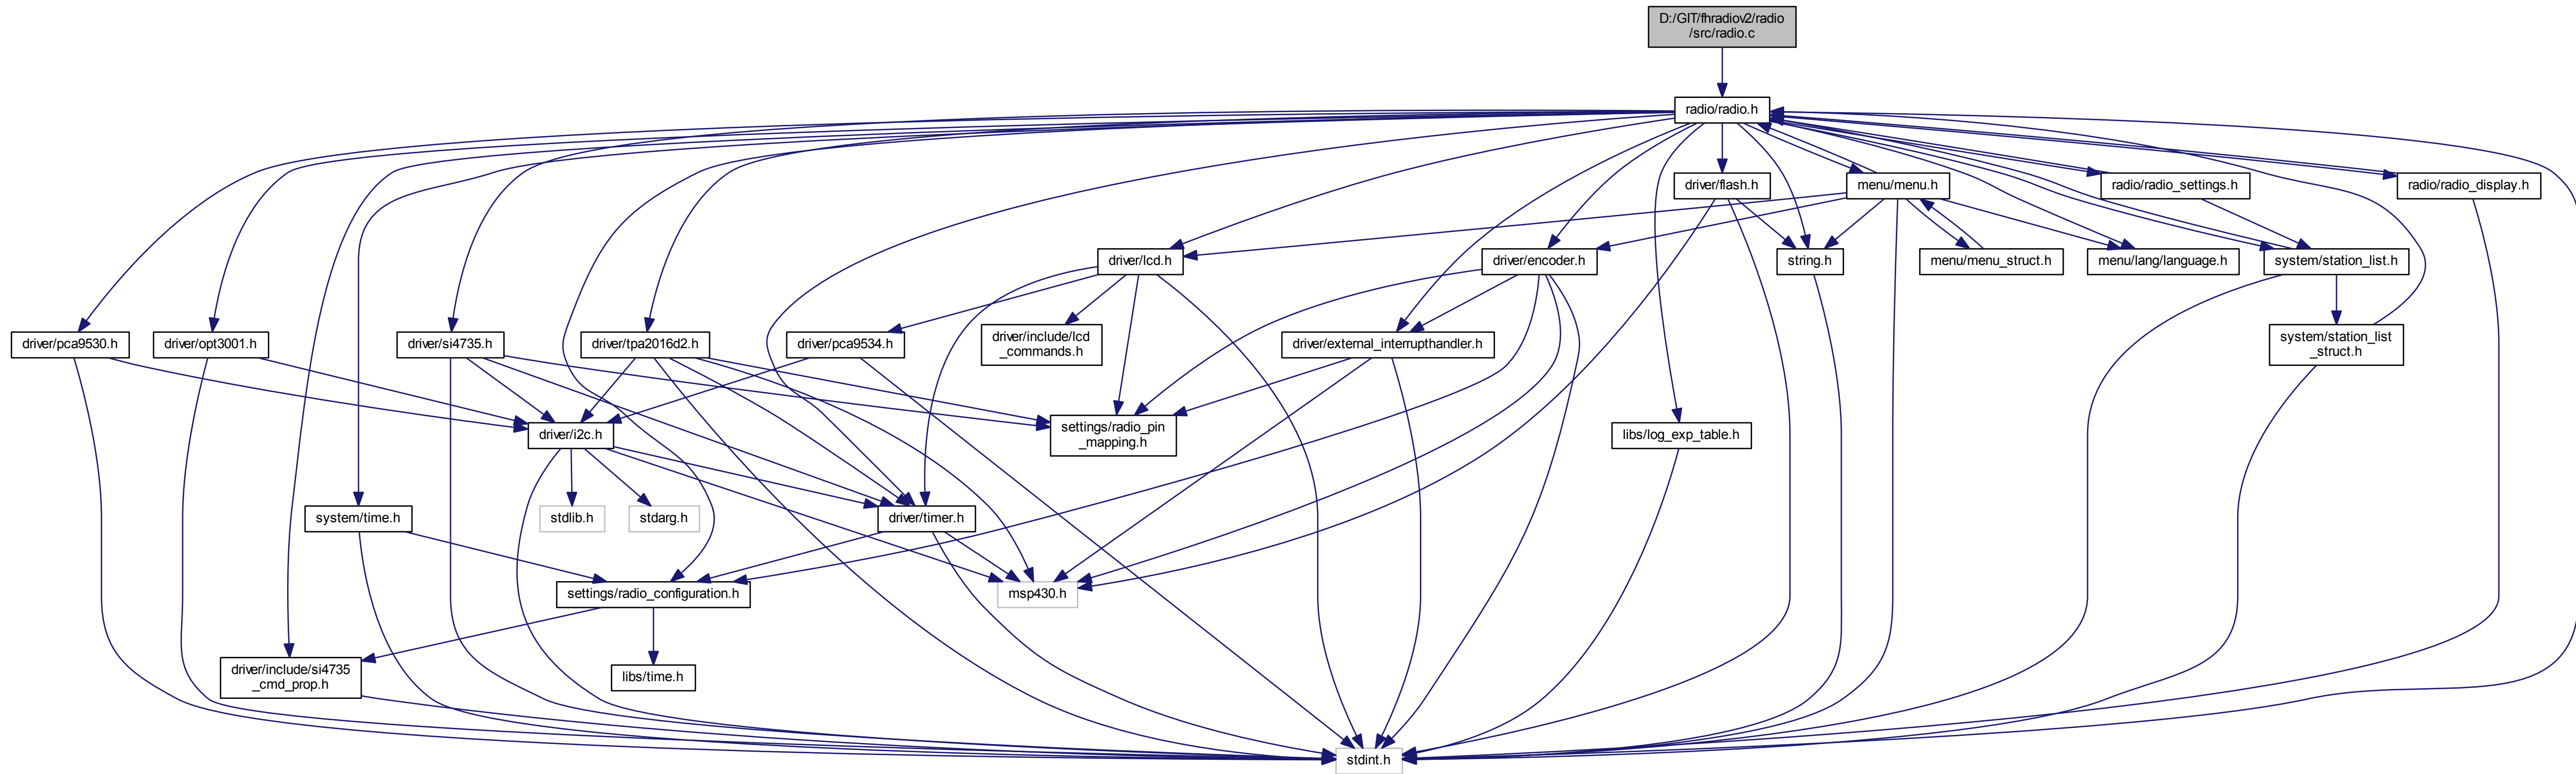 D:/GIT/fhradiov2/radio
/src/radio.c
radio/radio.h
driver/flash.h
menu/menu.h
radio/radio_settings.h
radio/radio_display.h
driver/lcd.h
driver/encoder.h
string.h
menu/menu_struct.h
menu/lang/language.h
system/station_list.h
driver/pca9530.h
driver/opt3001.h
driver/si4735.h
driver/tpa2016d2.h
driver/pca9534.h
driver/include/lcd
_commands.h
driver/external_interrupthandler.h
system/station_list
_struct.h
driver/i2c.h
settings/radio_pin
_mapping.h
libs/log_exp_table.h
system/time.h
stdlib.h
stdarg.h
driver/timer.h
settings/radio_configuration.h
msp430.h
driver/include/si4735
_cmd_prop.h
libs/time.h
stdint.h